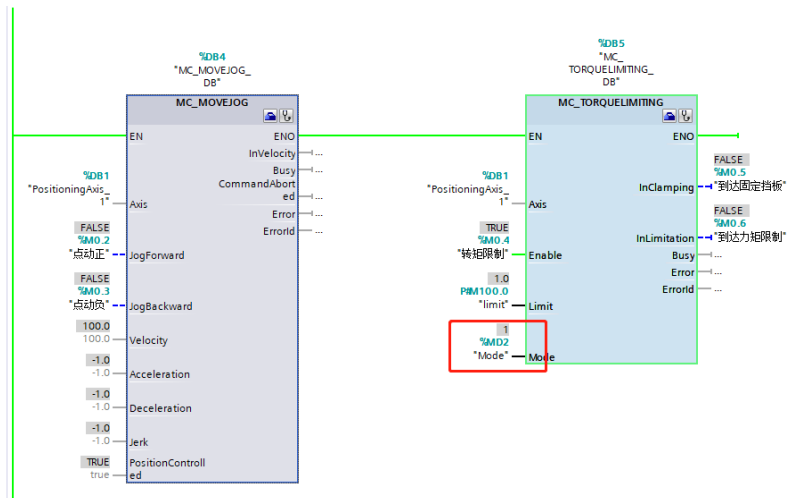 %DB4
"MC_MOVEJOG_
DB"
MC_MOVEJOG
EN
ENO
InVelocity
...
Busy
...
CommandAbort
ed
...
Error
...
ErrorId
...
%DB1
"PositioningAxis_
1"
Axis
FALSE
%M0.2
"点动正"
JogForward
FALSE
%M0.3
"点动负"
JogBackward
100.0
100.0
Velocity
-1.0
-1.0
Acceleration
-1.0
-1.0
Deceleration
-1.0
-1.0
Jerk
TRUE
true
PositionControll
ed
%DB5
"MC_
TORQUELIMITING_
DB"
MC_TORQUELIMITING
EN
ENO
%DB1
"PositioningAxis_
1"
Axis
FALSE
%M0.5
InClamping
"到达固定挡板"
TRUE
%M0.4
"转矩限制"
Enable
FALSE
%M0.6
InLimitation
"到达力矩限制"
Busy
...
Error
...
ErrorId
...
1.0
P#M100.0
"limit"
Limit
1
%MD2
"Mode"
Mode